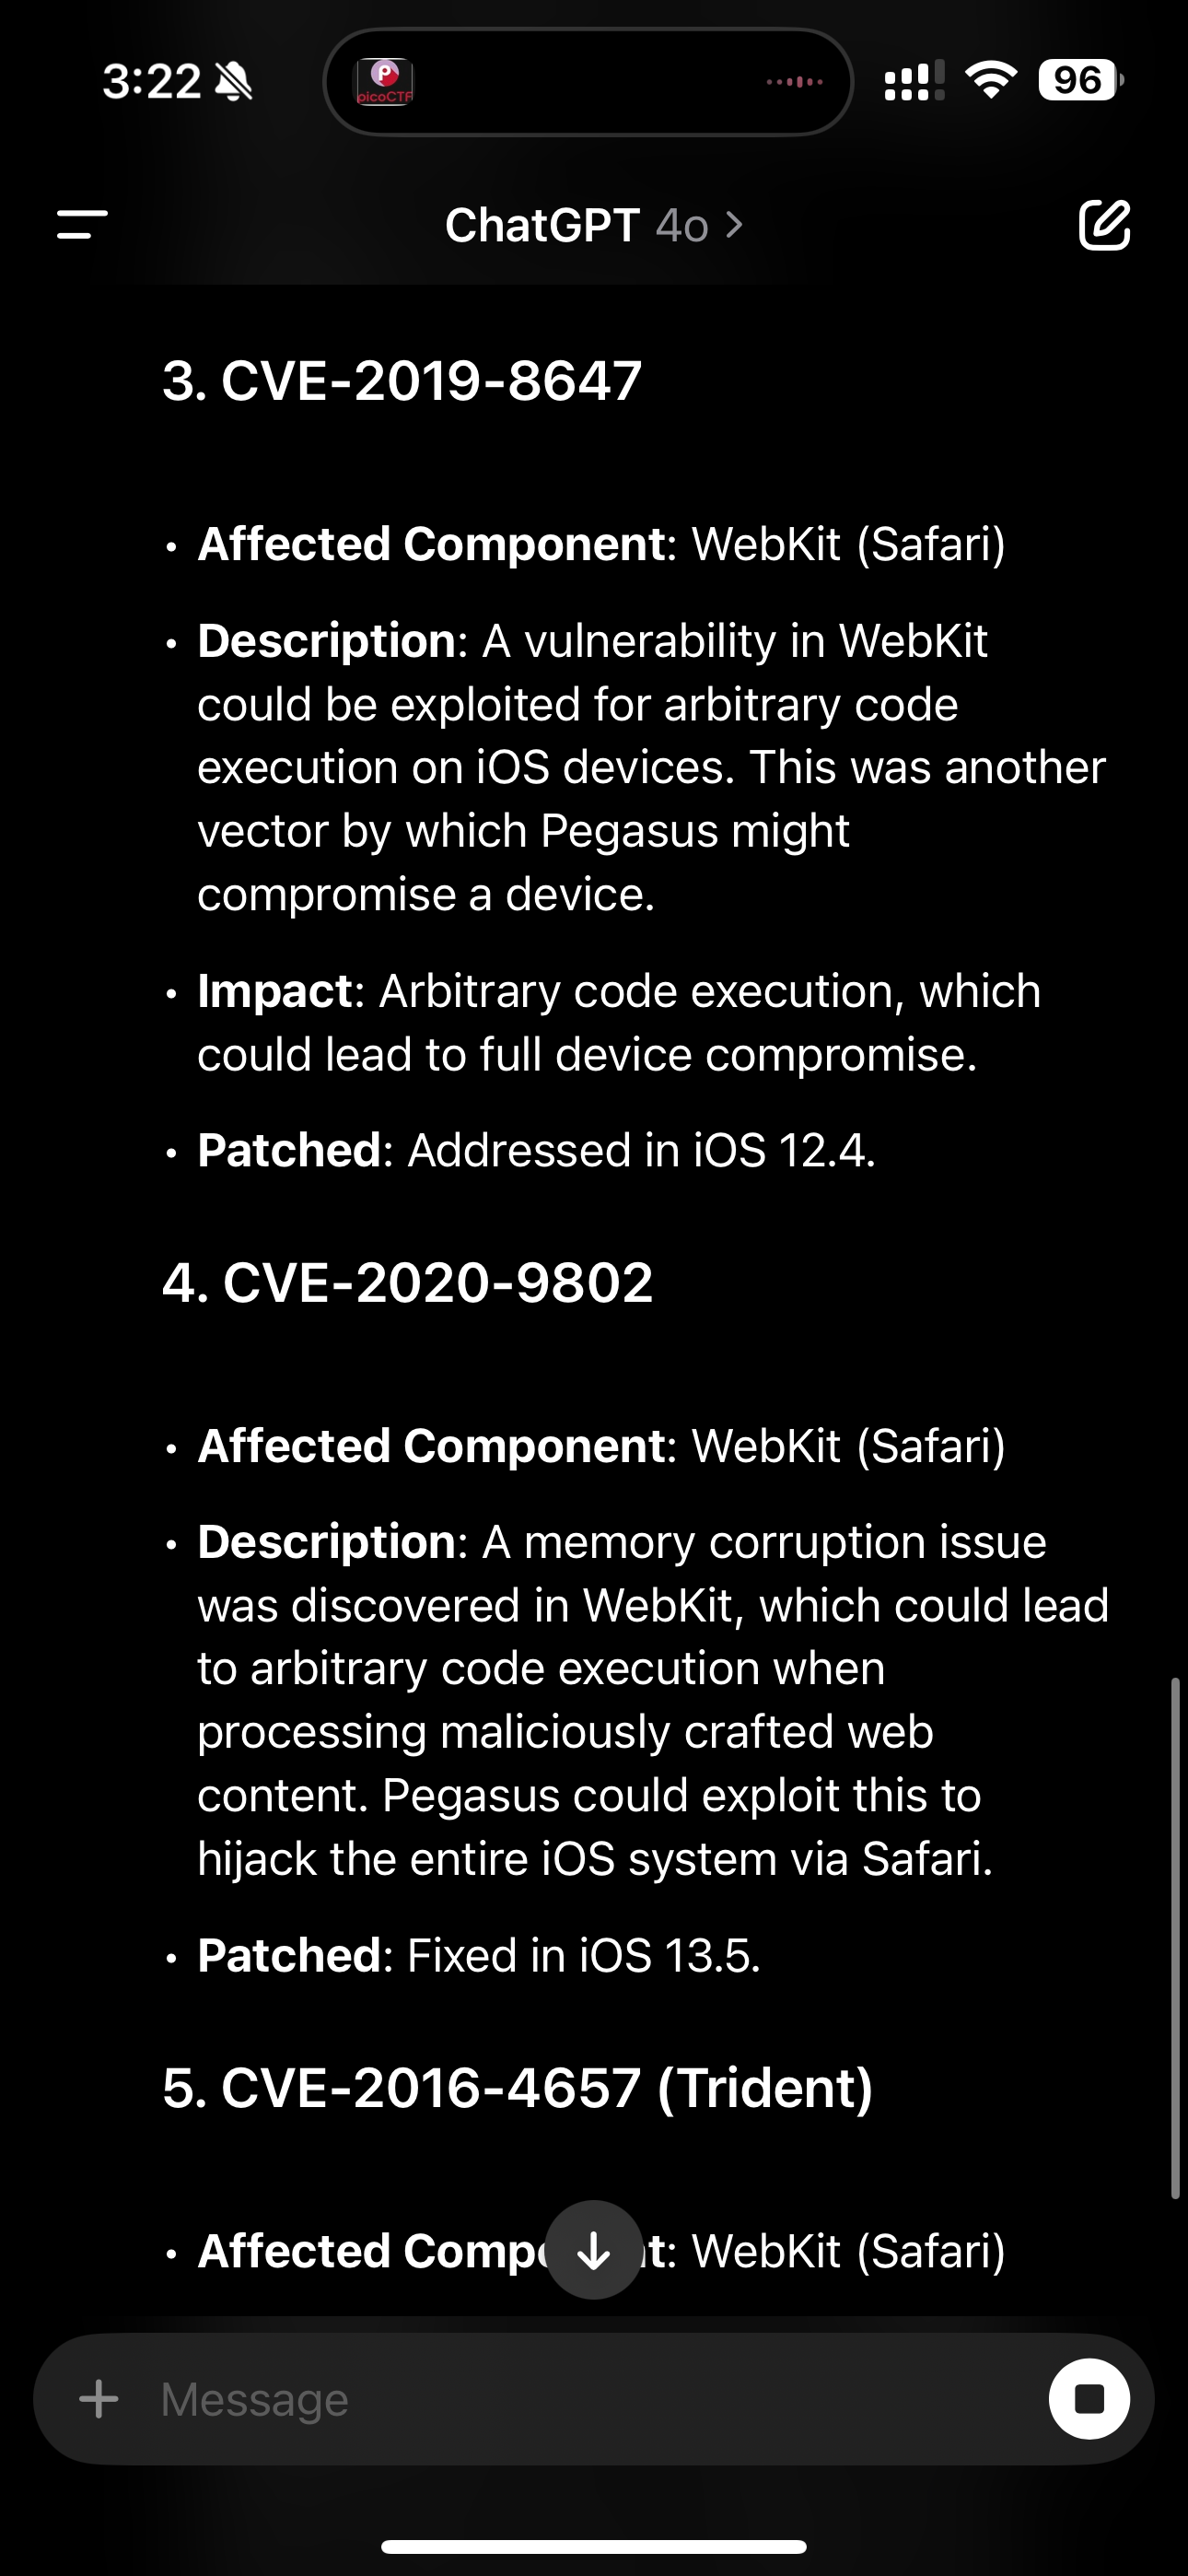 3:22
picoCTF
96
ChatGPT 4o >
3. CVE-2019-8647
• Affected Component: WebKit (Safari)
• Description: A vulnerability in WebKit
could be exploited for arbitrary code
execution on iOS devices. This was another
vector by which Pegasus might
compromise a device.
• Impact: Arbitrary code execution, which
could lead to full device compromise.
• Patched: Addressed in iOS 12.4.
4. CVE-2020-9802
• Affected Component: WebKit (Safari)
• Description: A memory corruption issue
was discovered in WebKit, which could lead
to arbitrary code execution when
processing maliciously crafted web
content. Pegasus could exploit this to
hijack the entire iOS system via Safari.
• Patched: Fixed in iOS 13.5.
5. CVE-2016-4657 (Trident)
• Affected Comp t: WebKit (Safari)
Message